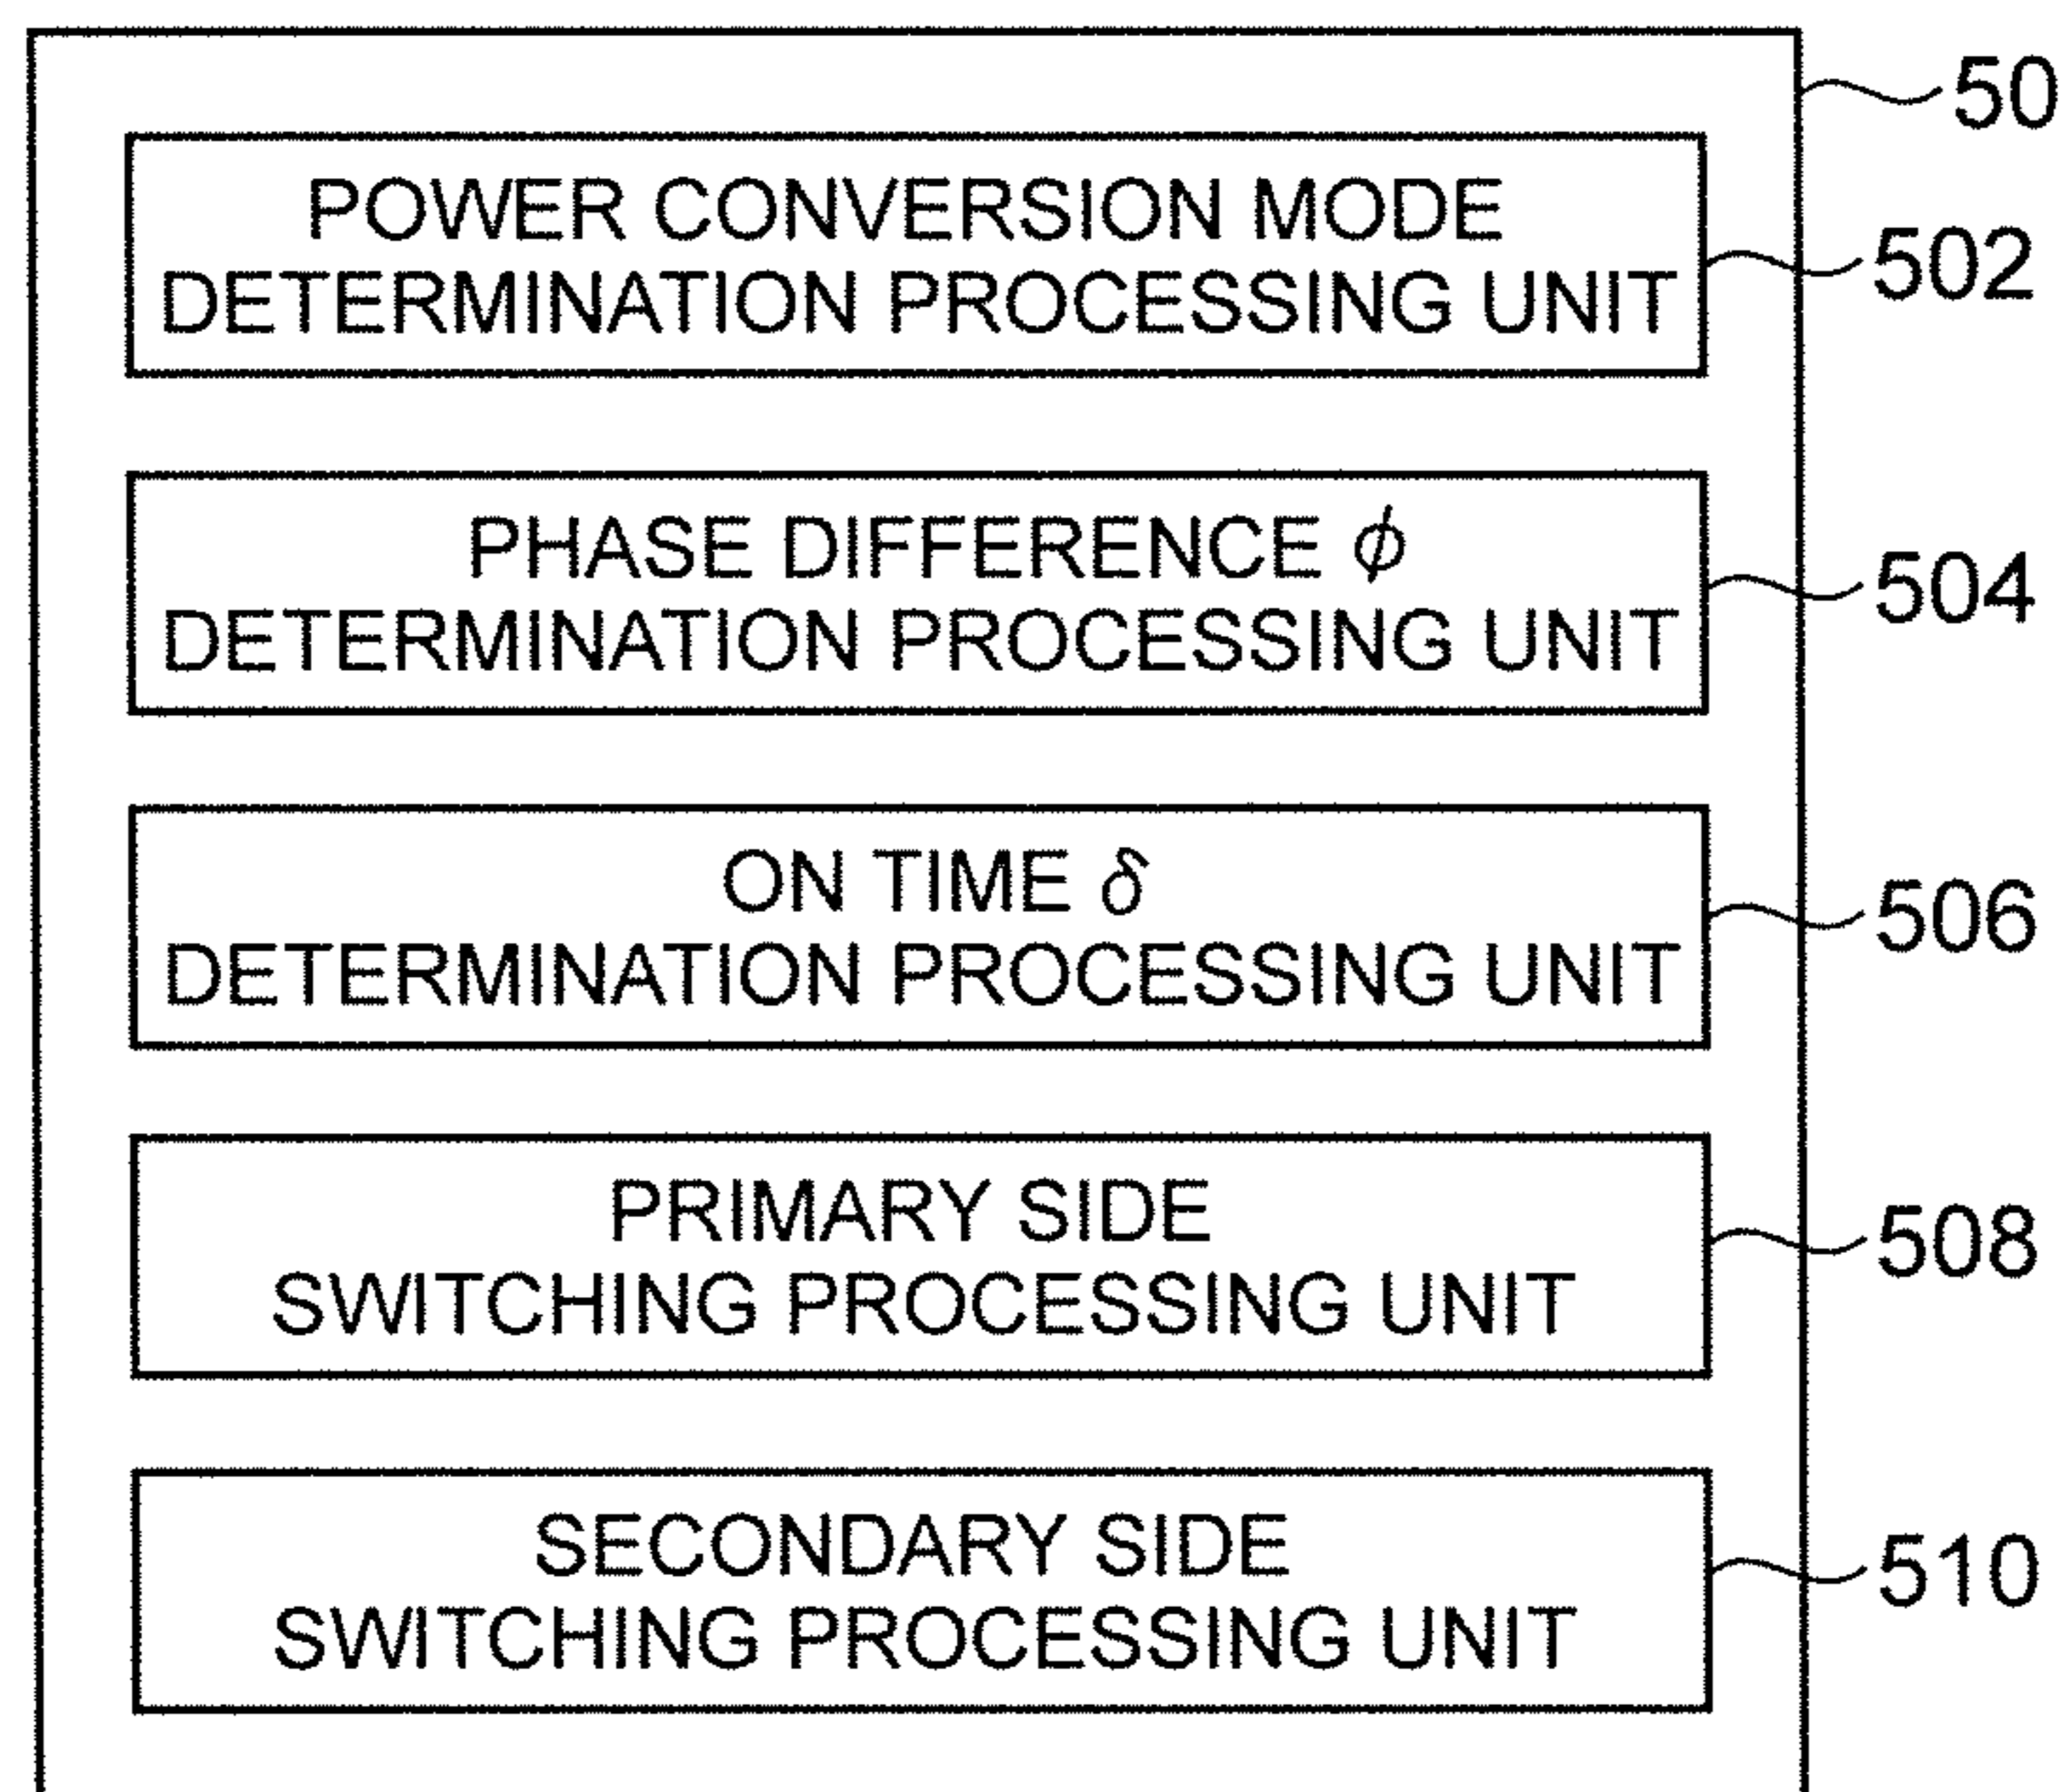 50
POWER CONVERSION MODE
DETERMINATION PROCESSING UNIT
502
PHASE DIFFERENCE ϕ
DETERMINATION PROCESSING UNIT
504
ON TIME δ
DETERMINATION PROCESSING UNIT
506
PRIMARY SIDE
SWITCHING PROCESSING UNIT
508
SECONDARY SIDE
SWITCHING PROCESSING UNIT
510